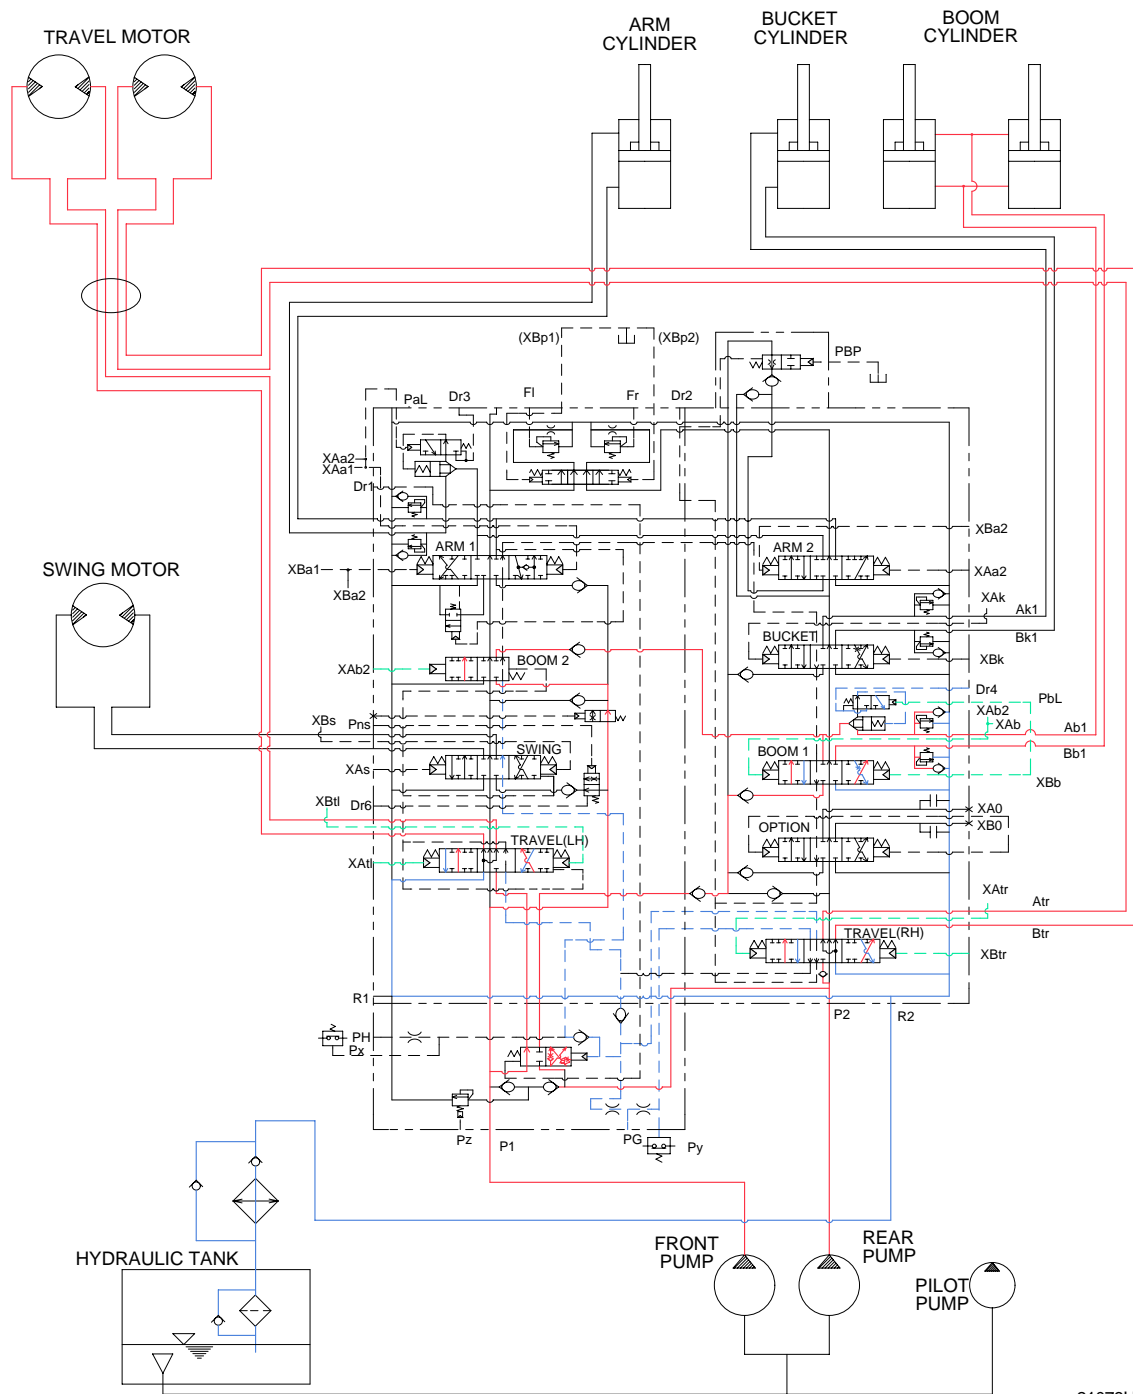 TRAVEL MOTOR
ARM
CYLINDER
BUCKET
CYLINDER
BOOM
CYLINDER
(XBp1)
(XBp2)
PBP
PaL
Dr3
Fl
Fr
Dr2
XAa2
XAa1
Dr1
ARM 1
ARM 2
XBa2
XBa1
XBa2
XAa2
SWING MOTOR
XAk
Ak1
BUCKET
Bk1
XBk
BOOM 2
XAb2
Dr4
PbL
XAb2
XAb
Ab1
XBs
Pns
SWING
BOOM 1
Bb1
XAs
XBb
Dr6
XBtl
XA0
XB0
OPTION
TRAVEL(LH)
XAtl
XAtr
Atr
TRAVEL(RH)
Btr
XBtr
R1
P2
R2
PH
Px
Pz
P1
PG
Py
HYDRAULIC TANK
FRONT
PUMP
REAR
PUMP
PILOT
PUMP